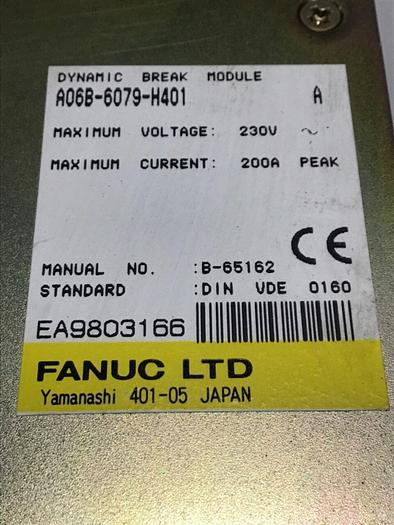 DYNAMIC BREAK MODULE
A06B-6079-H401 A
MAXIMUM VOLTAGE: 230V ~
MAXIMUM CURRENT: 200A PEAK
CE
MANUAL NO. :B-65162
STANDARD :DIN VDE 0160
EA9803166
FANUC LTD
Yamanashi 401-05 JAPAN